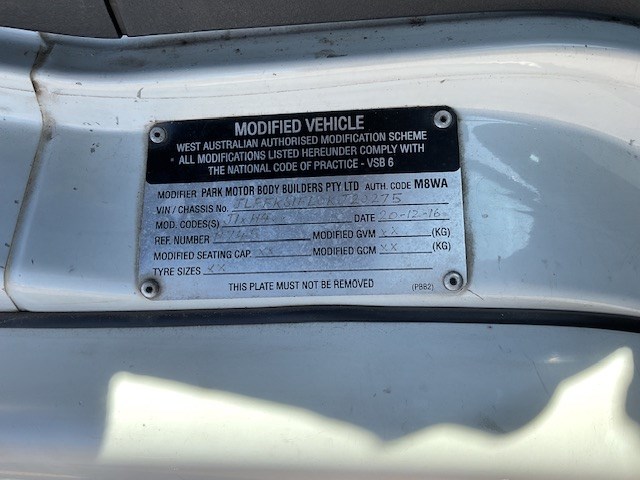 MODIFIED VEHICLE
WEST AUSTRALIAN AUTHORISED MODIFICATION SCHEME
ALL MODIFICATIONS LISTED HEREUNDER COMPLY WITH
THE NATIONAL CODE OF PRACTICE - VSB 6
MODIFIER PARK MOTOR BODY BUILDERS PTY LTD AUTH. CODE M8WA
VIN / CHASSIS No.
MOD. CODES(S) DATE 20-12-16
REF. NUMBER MODIFIED GVM XX (KG)
MODIFIED SEATING CAP XX MODIFIED GCM XX (KG)
TYRE SIZES XX
THIS PLATE MUST NOT BE REMOVED (PBB2)